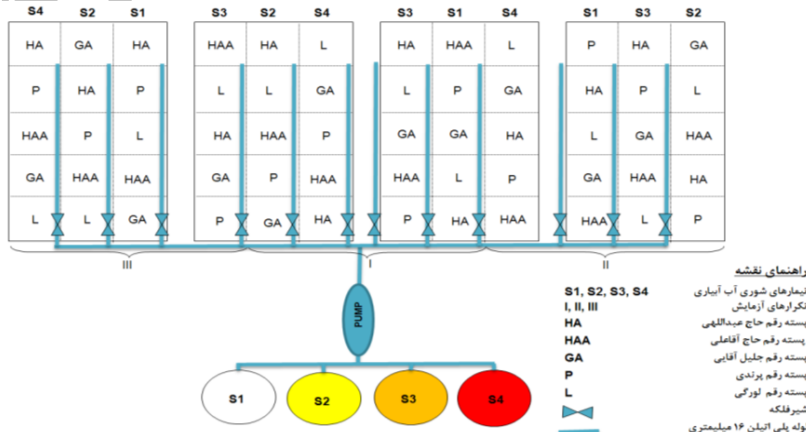 S4 S2 S1 S3 S2 S4 S3 S1 S4 S1 S3 S2
HA GA HA HAA HA L HA HAA L P HA GA
P HA P L L GA L P GA HA P L
HAA P L HA HAA P GA GA HA L GA HAA
GA HAA HAA GA P HAA HAA L P GA HAA HA
L L GA P GA HA P HA HAA HAA L P
III I II
PUMP
S1 S2 S3 S4
راهنمای نقشه
S1, S2, S3, S4 تیمارهای شوری آب آبیاری
I, II, III تکرارهای آزمایش
HA پسته رقم حاج عبداللهی
HAA پسته رقم حاج آقاعلی
GA پسته رقم جلیل آقایی
P پسته رقم پرندی
L پسته رقم لورگی
شیرفلکه
لوله پلی اتیلن ۱۶ میلیمتری